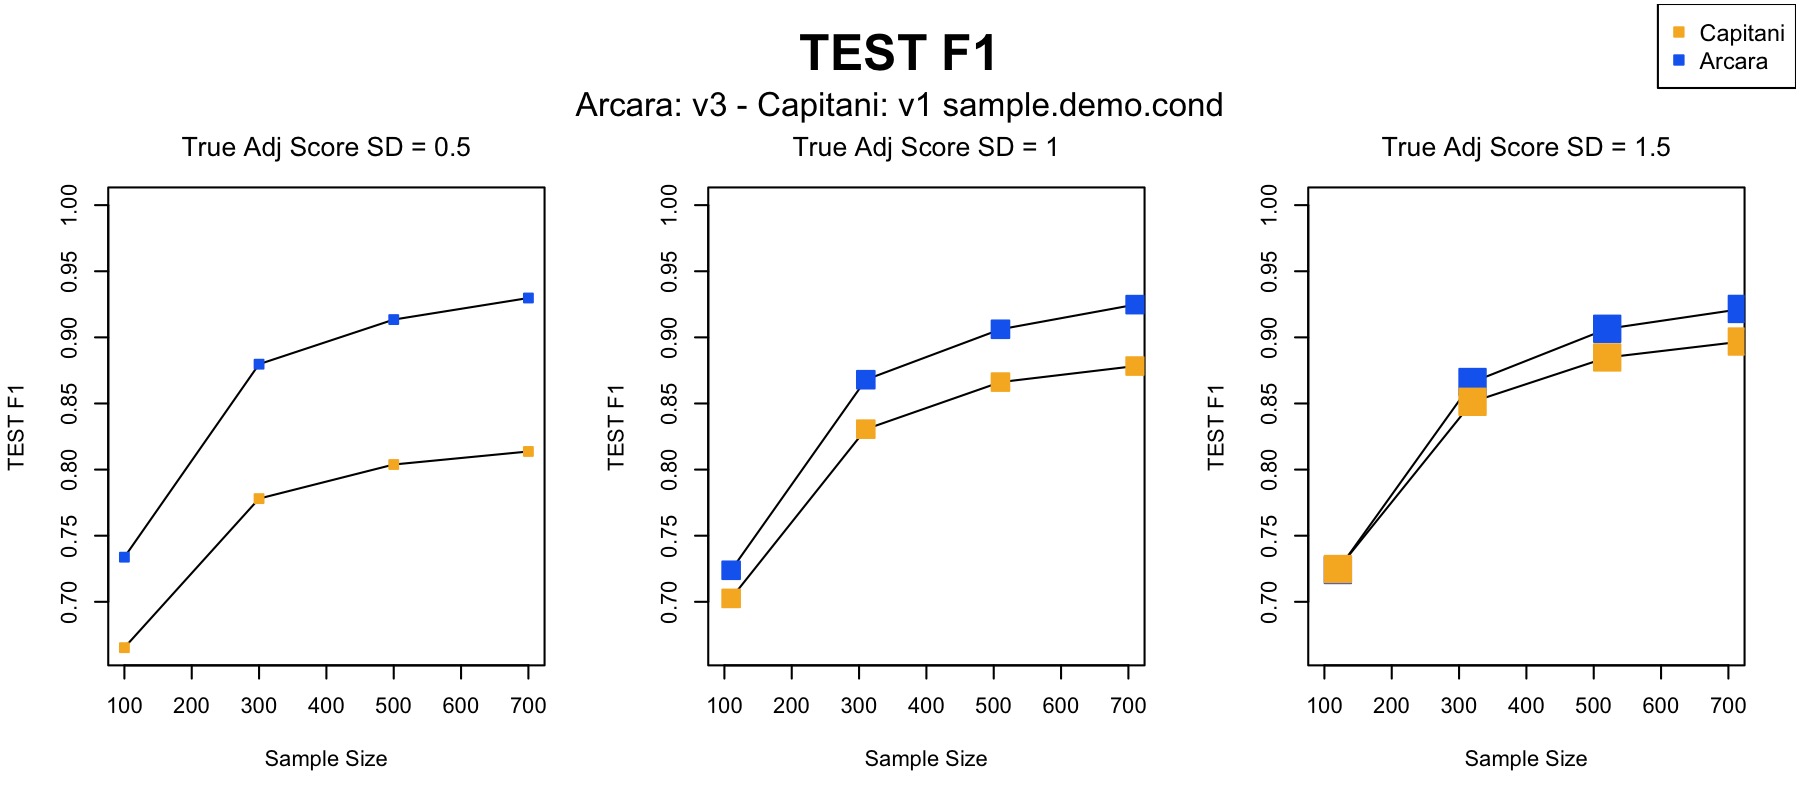 TEST F1
Arcara: v3 - Capitani: v1 sample.demo.cond
Capitani
Arcara
True Adj Score SD = 0.5
TEST F1
1.00
0.95
0.90
0.85
0.80
0.75
0.70
100 200 300 400 500 600 700
Sample Size
True Adj Score SD = 1
TEST F1
1.00
0.95
0.90
0.85
0.80
0.75
0.70
100 200 300 400 500 600 700
Sample Size
True Adj Score SD = 1.5
TEST F1
1.00
0.95
0.90
0.85
0.80
0.75
0.70
100 200 300 400 500 600 700
Sample Size